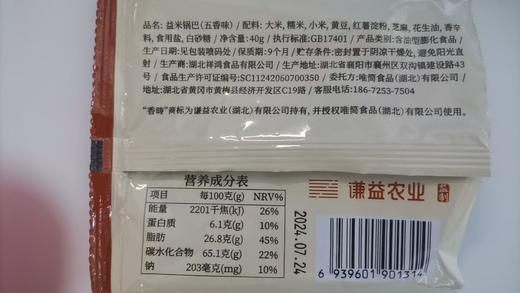 品名：益米锅巴(五香味) / 配料：大米, 糯米, 小米, 黄豆, 红薯淀粉, 芝麻, 花生油, 香辛
料, 食用盐, 白砂糖 / 净含量：40g / 执行标准：GB17401 / 产品类别：含油型膨化食品 /
生产日期：见包装喷码处 / 保质期：9个月 / 贮存条件：密封置于阴凉干燥处, 避免阳光直
射 / 生产商：湖北祥鸿食品有限公司 / 生产地址：湖北省襄阳市襄州区双沟镇建设路43
号 / 食品生产许可证编号：SC11242060700350 / 委托方：唯简食品(湖北)有限公司 /
地址：湖北省黄冈市黄梅县经济开发区C19路 / 客服电话：186-7253-7504
“香畤”商标为谦益农业(湖北)有限公司持有, 并授权唯简食品(湖北)有限公司使用。
营养成分表
项目 每100克(g) NRV%
能量 2201千焦(kJ) 26%
蛋白质 6.1克(g) 10%
脂肪 26.8克(g) 45%
碳水化合物 65.1克(g) 22%
钠 203毫克(mg) 10%
2024.07.24
谦益农业
6 939601 901314